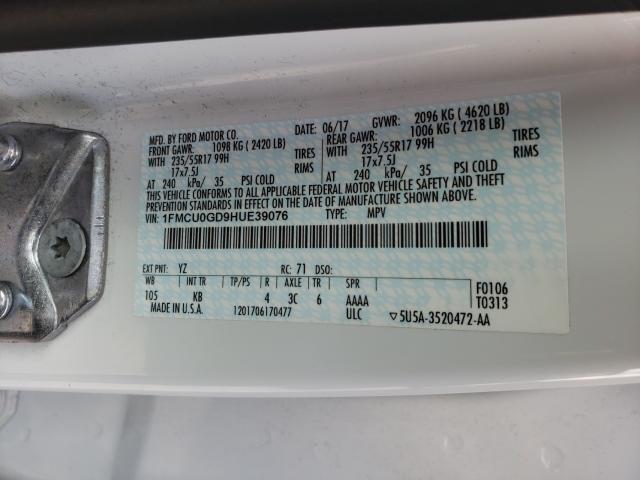 MFD. BY FORD MOTOR CO. 06/17 GVWR: 2096 KG ( 4620 LB)
FRONT GAWR: 1098 KG ( 2420 LB) REAR GAWR: 1006 KG ( 2218 LB)
WITH 235/55R17 99H TIRES WITH 235/55R17 99H TIRES
17x7.5J RIMS 17x7.5J RIMS
AT 240 kPa/ 35 PSI COLD AT 240 kPa/ 35 PSI COLD
THIS VEHICLE CONFORMS TO ALL APPLICABLE FEDERAL MOTOR VEHICLE SAFETY AND THEFT
PREVENTION STANDARDS IN EFFECT ON THE DATE OF MANUFACTURE SHOWN ABOVE.
VIN: 1FMCU0GD9HUE39076 TYPE: MPV
EXT PNT: YZ RC: 71 DSO: F0106
WB INT TR TP/PS R AXLE TR SPR T0313
105 KB 4 3C 6 AAAA
MADE IN U.S.A. 1201706170477 ULC ▽5U5A-3520472-AA